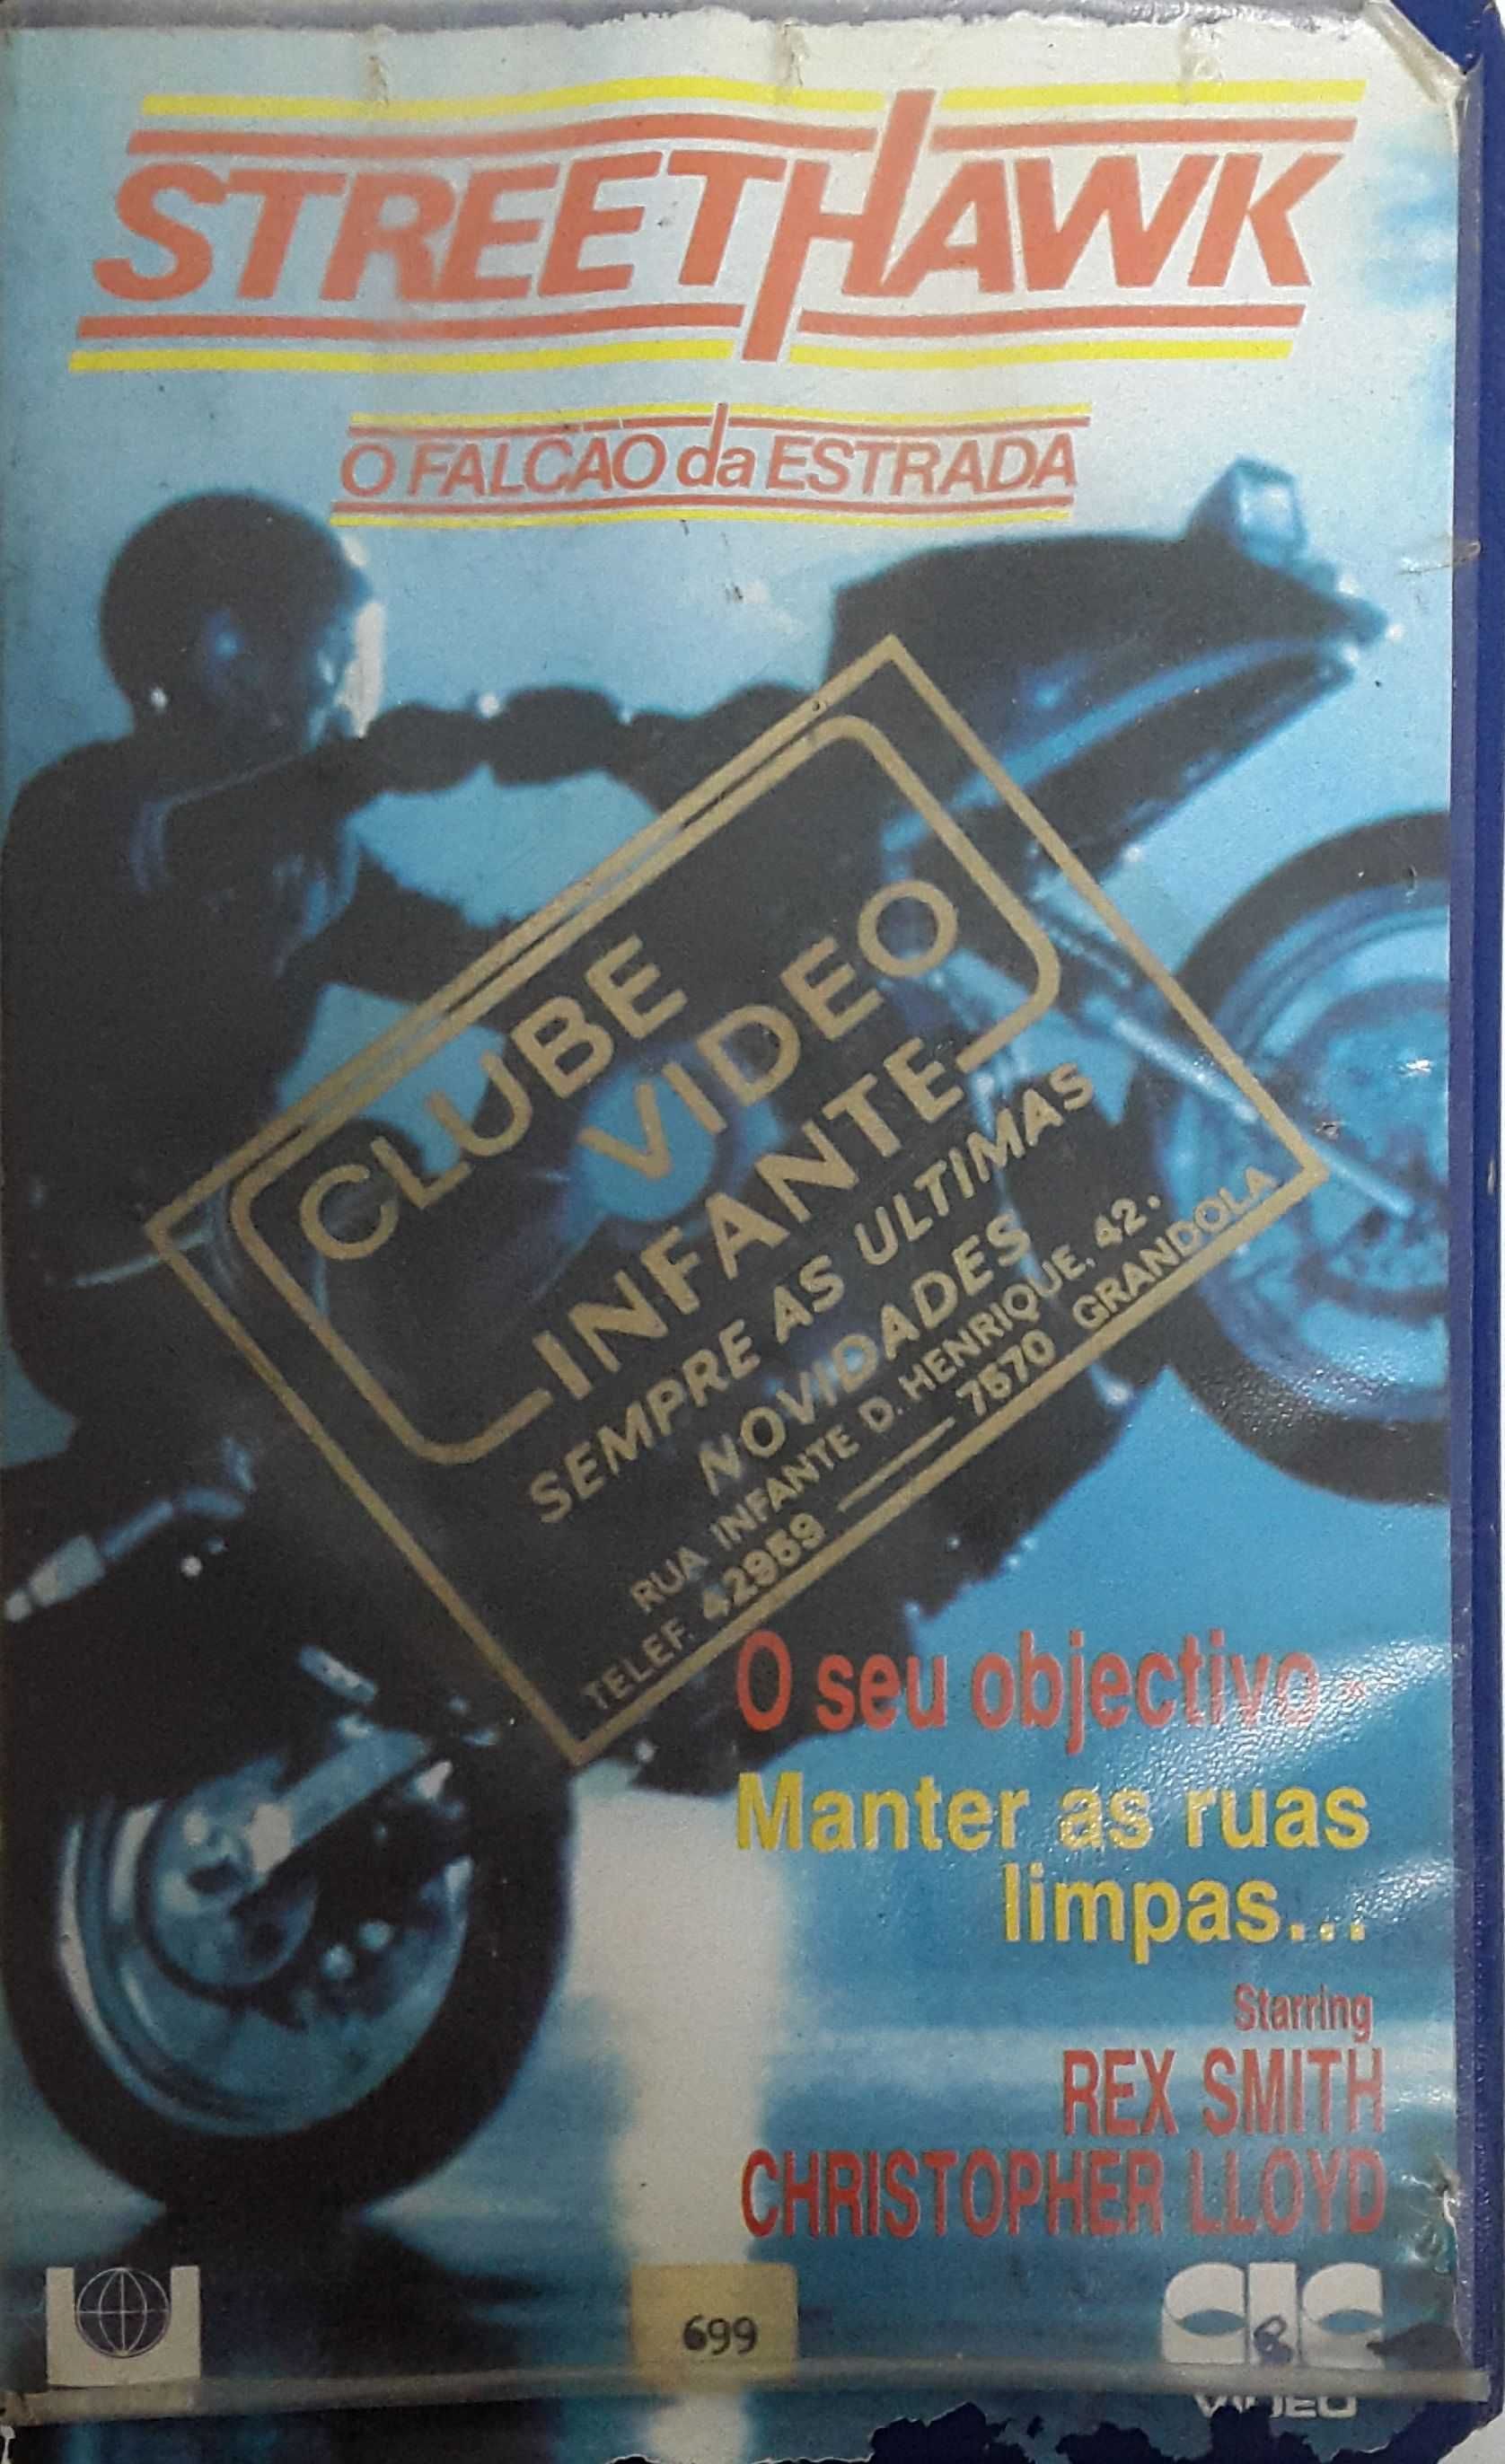 STREETHAWK
O FALCÃO da ESTRADA
CLUBE
VIDEO
INFANTE
SEMPRE AS ULTIMAS
NOVIDADES
RUA INFANTE D. HENRIQUE, 42.
TELEF. 42959 — 7570 GRANDOLA
O seu objectivo -
Manter as ruas
limpas...
Starring
REX SMITH
CHRISTOPHER LLOYD
699
CIC
8
VIDEO